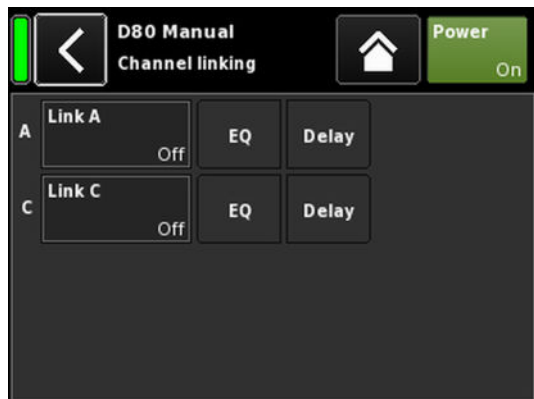 D80 Manual
Channel linking
Power
On
A
Link A
Off
EQ
Delay
C
Link C
Off
EQ
Delay